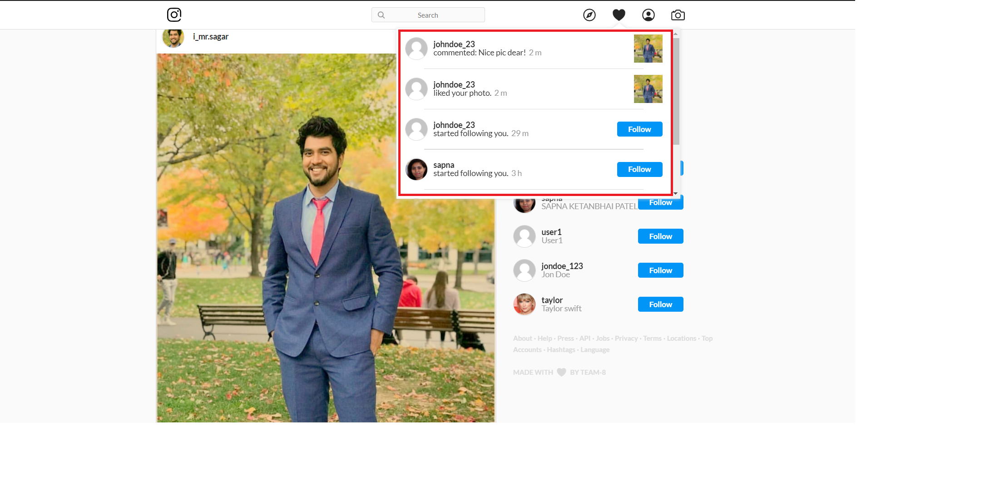 Search
i_mr.sagar
johndoe_23
commented: Nice pic dear! 2 m
johndoe_23
liked your photo. 2 m
johndoe_23
started following you. 29 m
Follow
sapna
started following you. 3 h
Follow
sapna
SAPNA KETANBHAI PATEL
Follow
user1
User1
Follow
jondoe_123
Jon Doe
Follow
taylor
Taylor swift
Follow
About · Help · Press · API · Jobs · Privacy · Terms · Locations · Top
Accounts · Hashtags · Language
MADE WITH BY TEAM-8